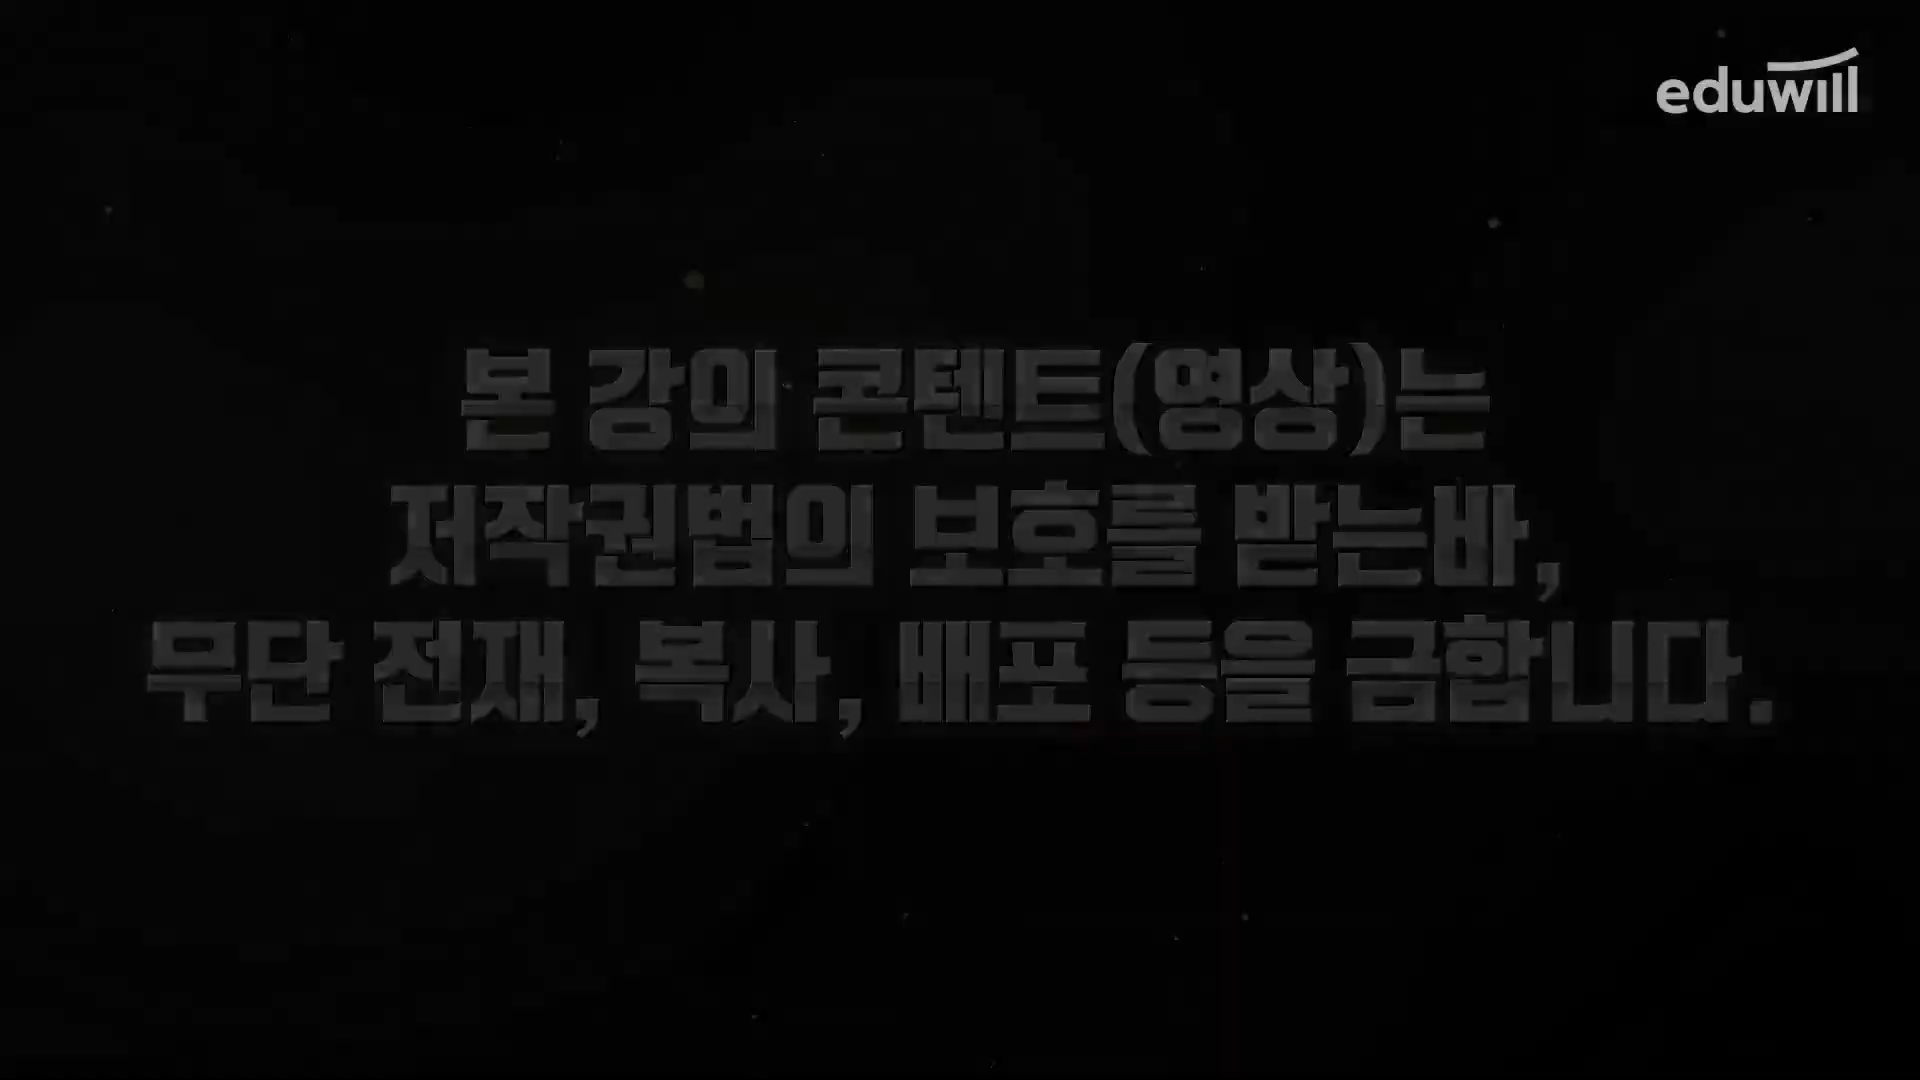 eduwill
본 강의 콘텐트(영상)는
저작권법의 보호를 받는바,
무단 전재, 복사, 배포 등을 금합니다.